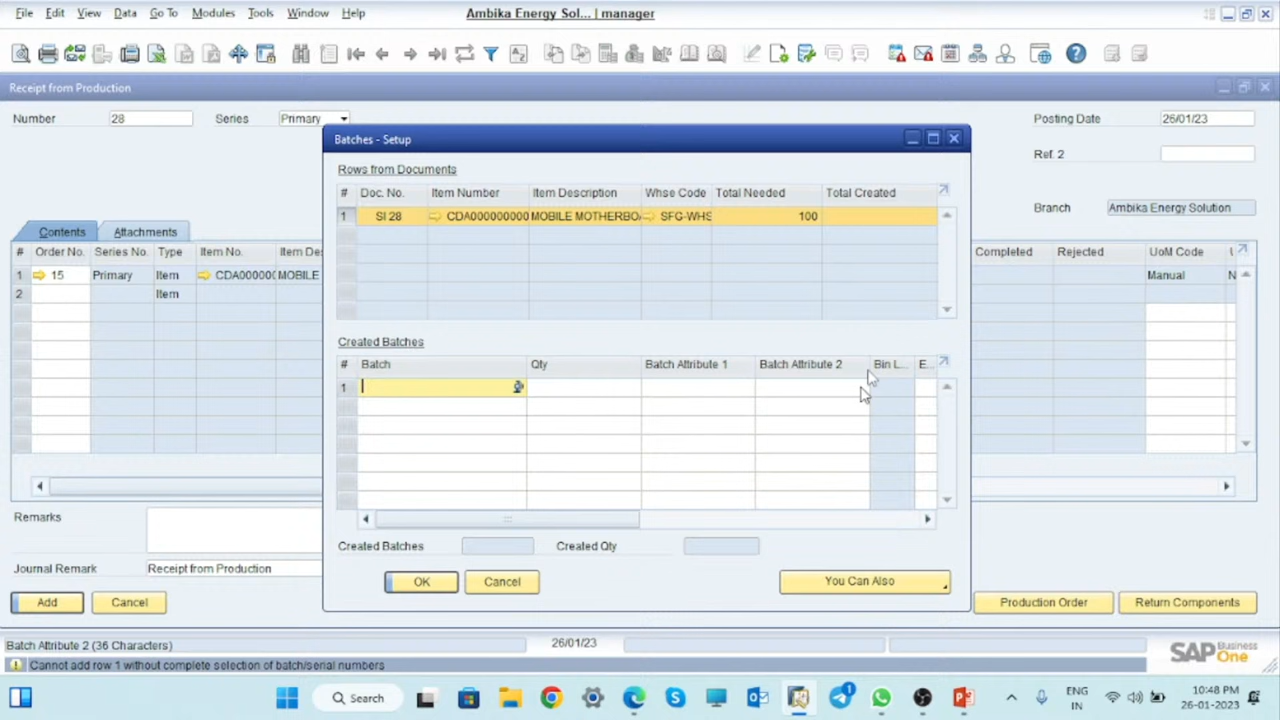 File Edit View Data Go To Modules Tools Window Help
Ambika Energy Sol... | manager
Receipt from Production
Number 28 Series Primary
Posting Date 26/01/23
Ref. 2
Branch Ambika Energy Solution
Contents Attachments
# Order No. Series No. Type Item No. Item Des
1 15 Primary Item CDA00000 MOBILE
2 Item
Completed Rejected UoM Code
Manual N
Batches - Setup
Rows from Documents
# Doc. No. Item Number Item Description Whse Code Total Needed Total Created
1 SI 28 CDA000000000 MOBILE MOTHERBOA SFG-WHS 100
Created Batches
# Batch Qty Batch Attribute 1 Batch Attribute 2 Bin L... E...
1
Created Batches Created Qty
OK Cancel You Can Also
Remarks
Journal Remark Receipt from Production
Add Cancel
Production Order Return Components
Batch Attribute 2 (36 Characters) 26/01/23
Cannot add row 1 without complete selection of batch/serial numbers
SAP Business One
Search
1
ENG
IN
10:48 PM
26-01-2023